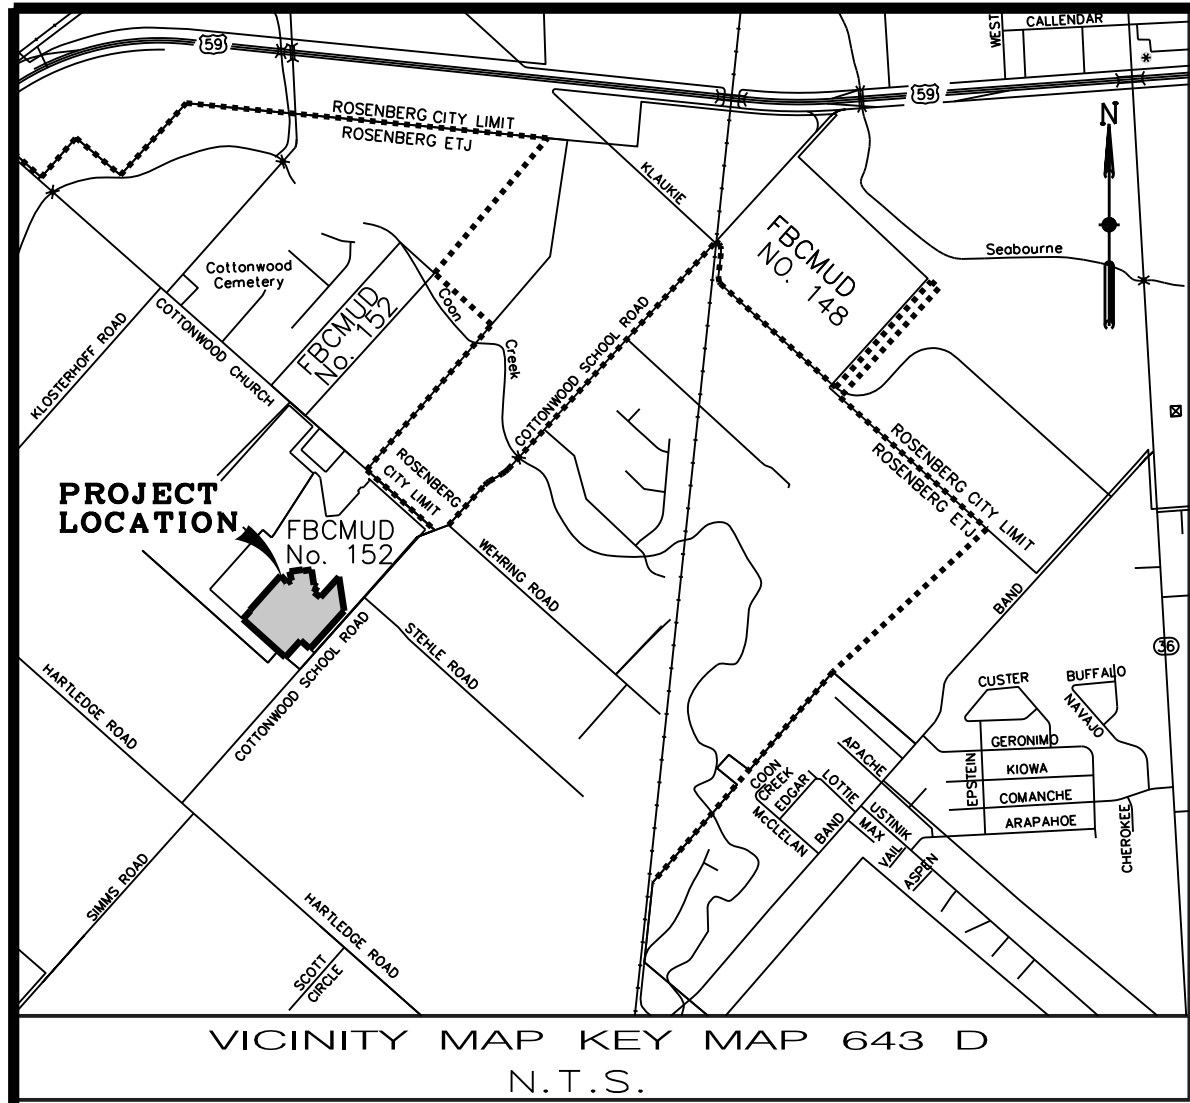 WEST
CALLENDAR
59
59
ROSENBERG CITY LIMIT
ROSENBERG ETJ
N
KLAUKIE
FBCMUD
NO. 148
Seabourne
Cottonwood
Cemetery
Coon
Creek
FBCMUD
No. 152
COTTONWOOD CHURCH
KLOSTERHOFF ROAD
COTTONWOOD SCHOOL ROAD
ROSENBERG
CITY LIMIT
ROSENBERG CITY LIMIT
ROSENBERG ETJ
PROJECT
LOCATION
FBCMUD
No. 152
WEHRING ROAD
BAND
STEHLE ROAD
COTTONWOOD SCHOOL ROAD
HARTLEDGE ROAD
36
CUSTER
BUFFALO
NAVAJO
GERONIMO
EPSTEIN
KIOWA
COMANCHE
ARAPAHOE
CHEROKEE
APACHE
COON
CREEK
EDGAR
LOTTIE
McCLELAN
BAND
USTINIK
MAX
VAIL
ASPEN
SIMMS ROAD
HARTLEDGE ROAD
SCOTT
CIRCLE
VICINITY MAP KEY MAP 643 D
N.T.S.